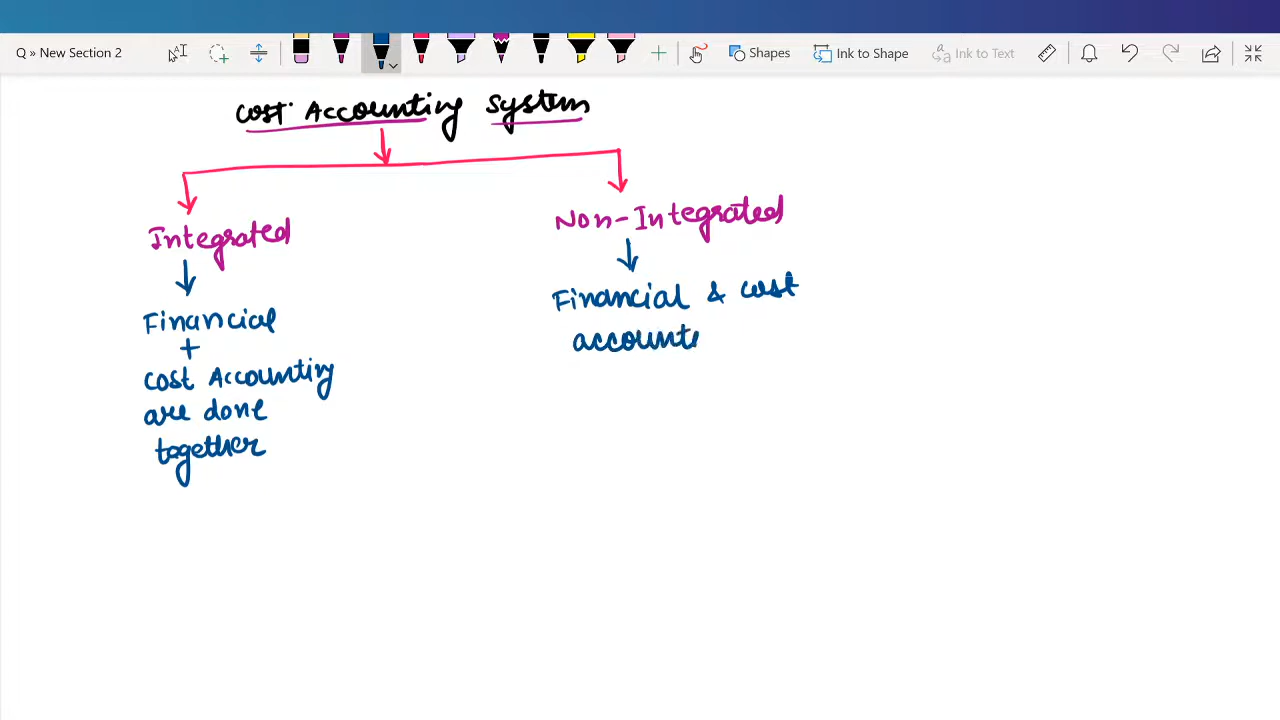 Q » New Section 2
Shapes
Ink to Shape
Ink to Text
Cost Accounting System
Integrated
Non-Integrated
Financial
+
Cost Accounting
are done
together
Financial & Cost
accounti